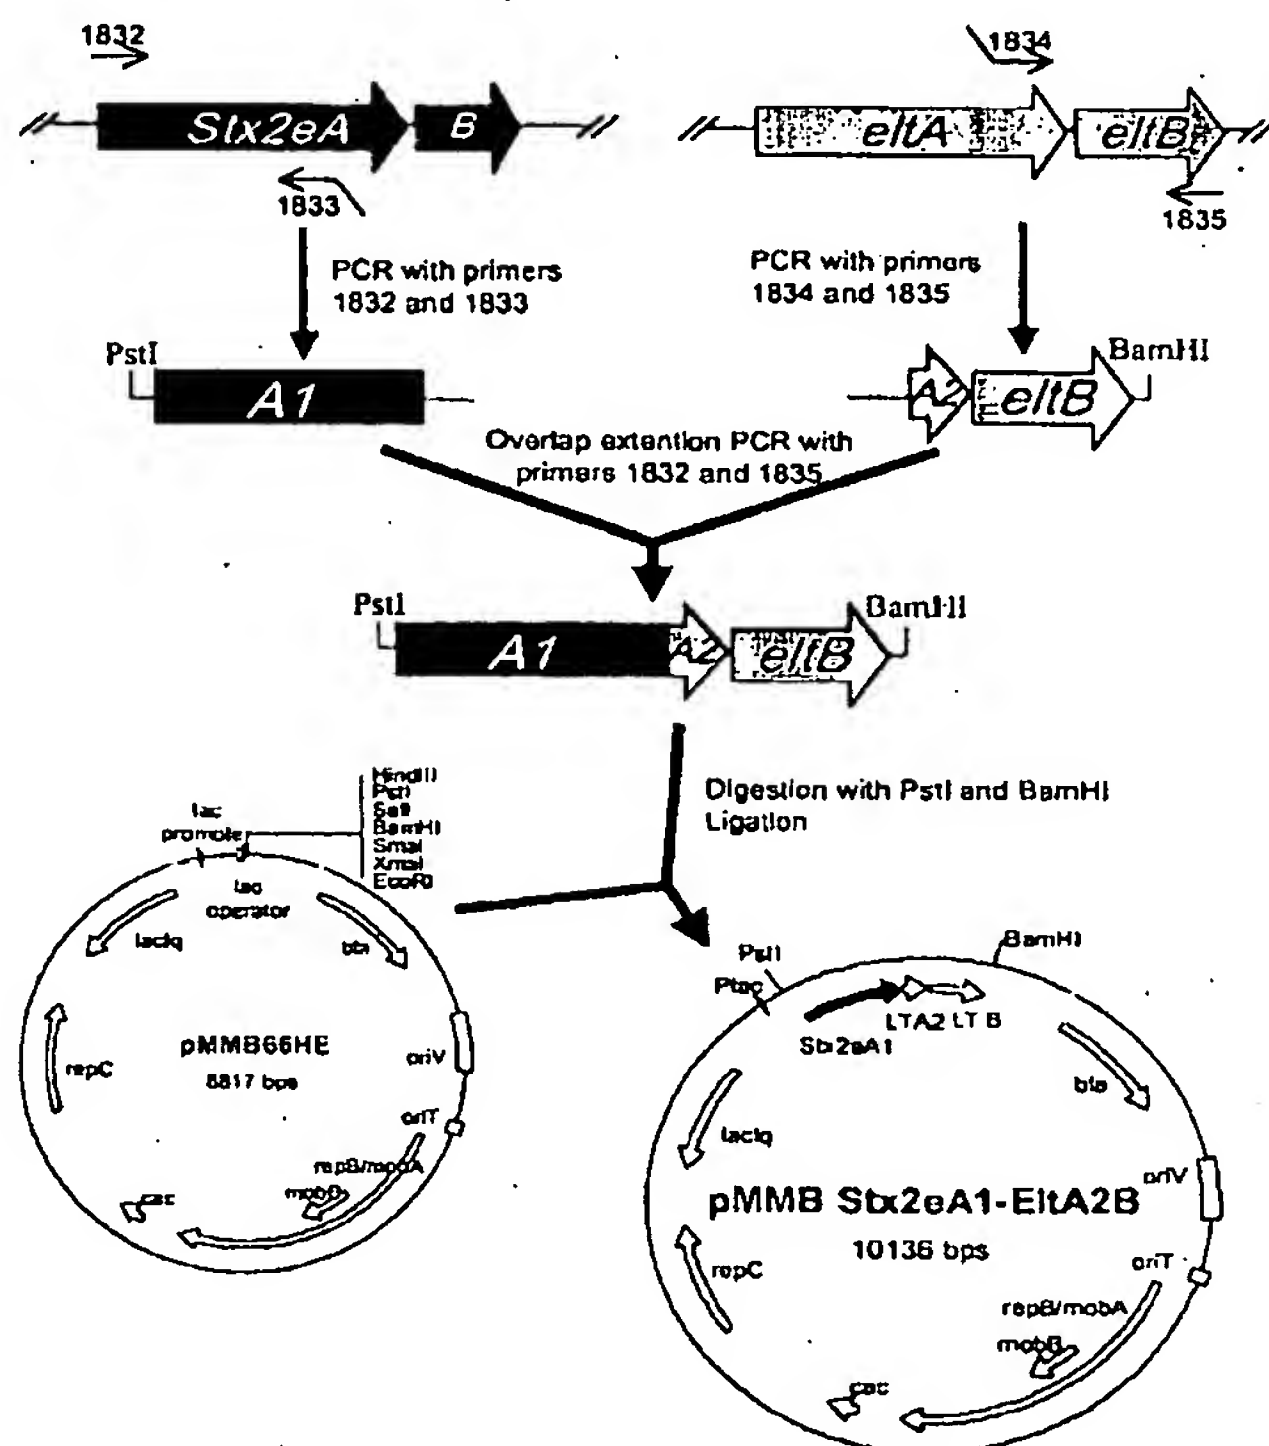 1832
1834
Stx2eA
B
eltA
eltB
1833
1835
PCR with primers
1832 and 1833
PCR with primers
1834 and 1835
PstI
A1
A2
eltB
BamHI
Overlap extention PCR with
primers 1832 and 1835
PstI
A1
A2
eltB
BamHI
Digestion with PstI and BamHI
Ligation
HindIII
PstI
SalI
BamHI
SmaI
XmaI
EcoRI
lac
promote
lac
operator
lacIq
bla
pMMB66HE
8817 bps
repC
oriV
oriT
repB/mobA
mobB
cac
PstI
Ptac
BamHI
LTA2 LT B
Stx2eA1
bla
lacIq
pMMB Stx2eA1-EltA2B
10136 bps
oriV
repC
oriT
repB/mobA
mobB
cac